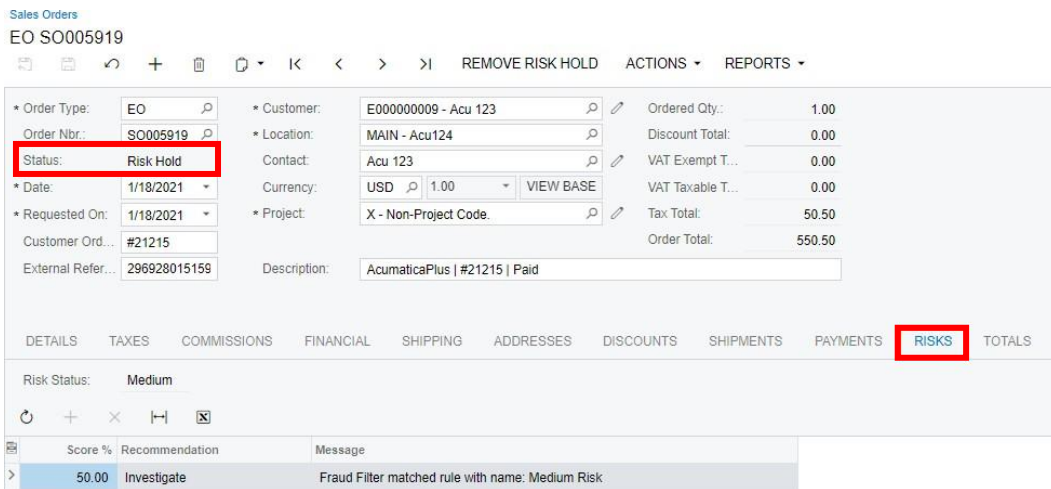 Sales Orders
EO SO005919
REMOVE RISK HOLD ACTIONS REPORTS
* Order Type: EO * Customer: E000000009 - Acu 123 Ordered Qty.: 1.00
Order Nbr.: SO005919 * Location: MAIN - Acu124 Discount Total: 0.00
Status: Risk Hold Contact: Acu 123 VAT Exempt T... 0.00
* Date: 1/18/2021 Currency: USD 1.00 VIEW BASE VAT Taxable T... 0.00
* Requested On: 1/18/2021 * Project: X - Non-Project Code. Tax Total: 50.50
Customer Ord... #21215 Order Total: 550.50
External Refer... 296928015159 Description: AcumaticaPlus | #21215 | Paid
DETAILS TAXES COMMISSIONS FINANCIAL SHIPPING ADDRESSES DISCOUNTS SHIPMENTS PAYMENTS RISKS TOTALS
Risk Status: Medium
Score % Recommendation Message
50.00 Investigate Fraud Filter matched rule with name: Medium Risk